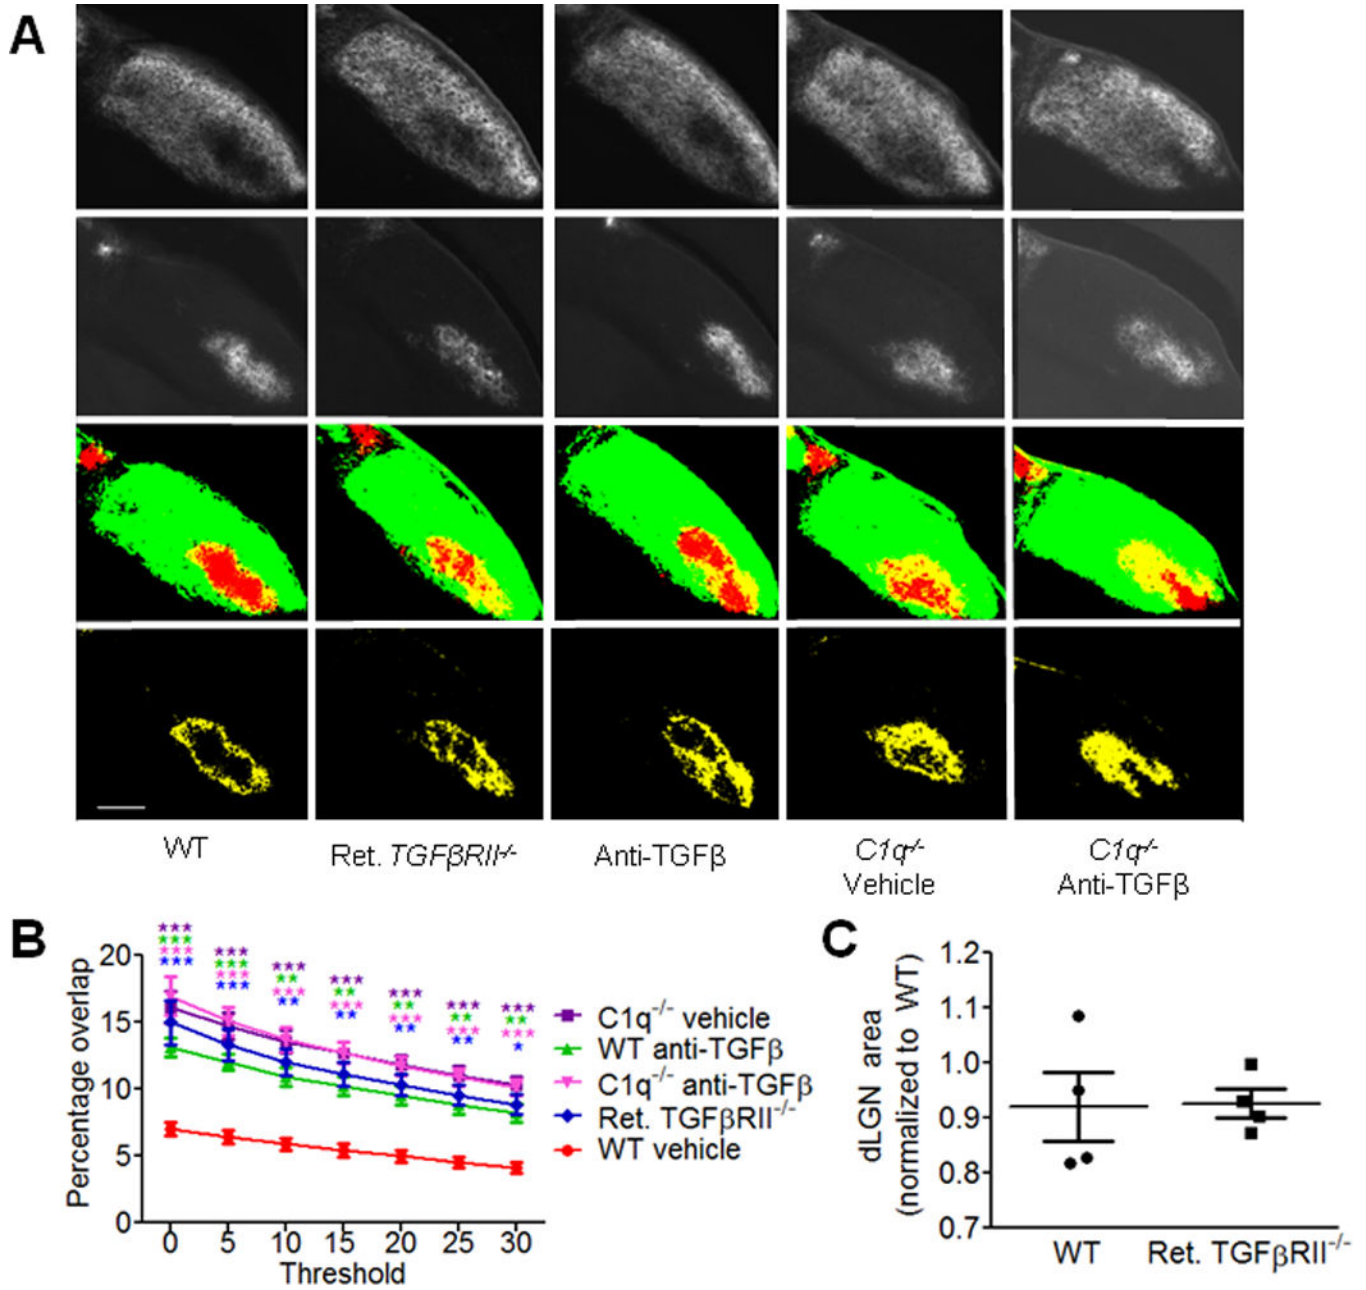 A
WT
Ret. TGFβRII-/-
Anti-TGFβ
C1q-/-
Vehicle
C1q-/-
Anti-TGFβ
B
C
Percentage overlap
20
15
10
5
0
***
***
***
***
***
***
***
***
***
**
***
**
***
**
***
**
***
**
***
**
***
**
***
**
***
**
***
*
0 5 10 15 20 25 30
Threshold
C1q-/- vehicle
WT anti-TGFβ
C1q-/- anti-TGFβ
Ret. TGFβRII-/-
WT vehicle
dLGN area
(normalized to WT)
1.2
1.1
1.0
0.9
0.8
0.7
WT Ret. TGFβRII-/-